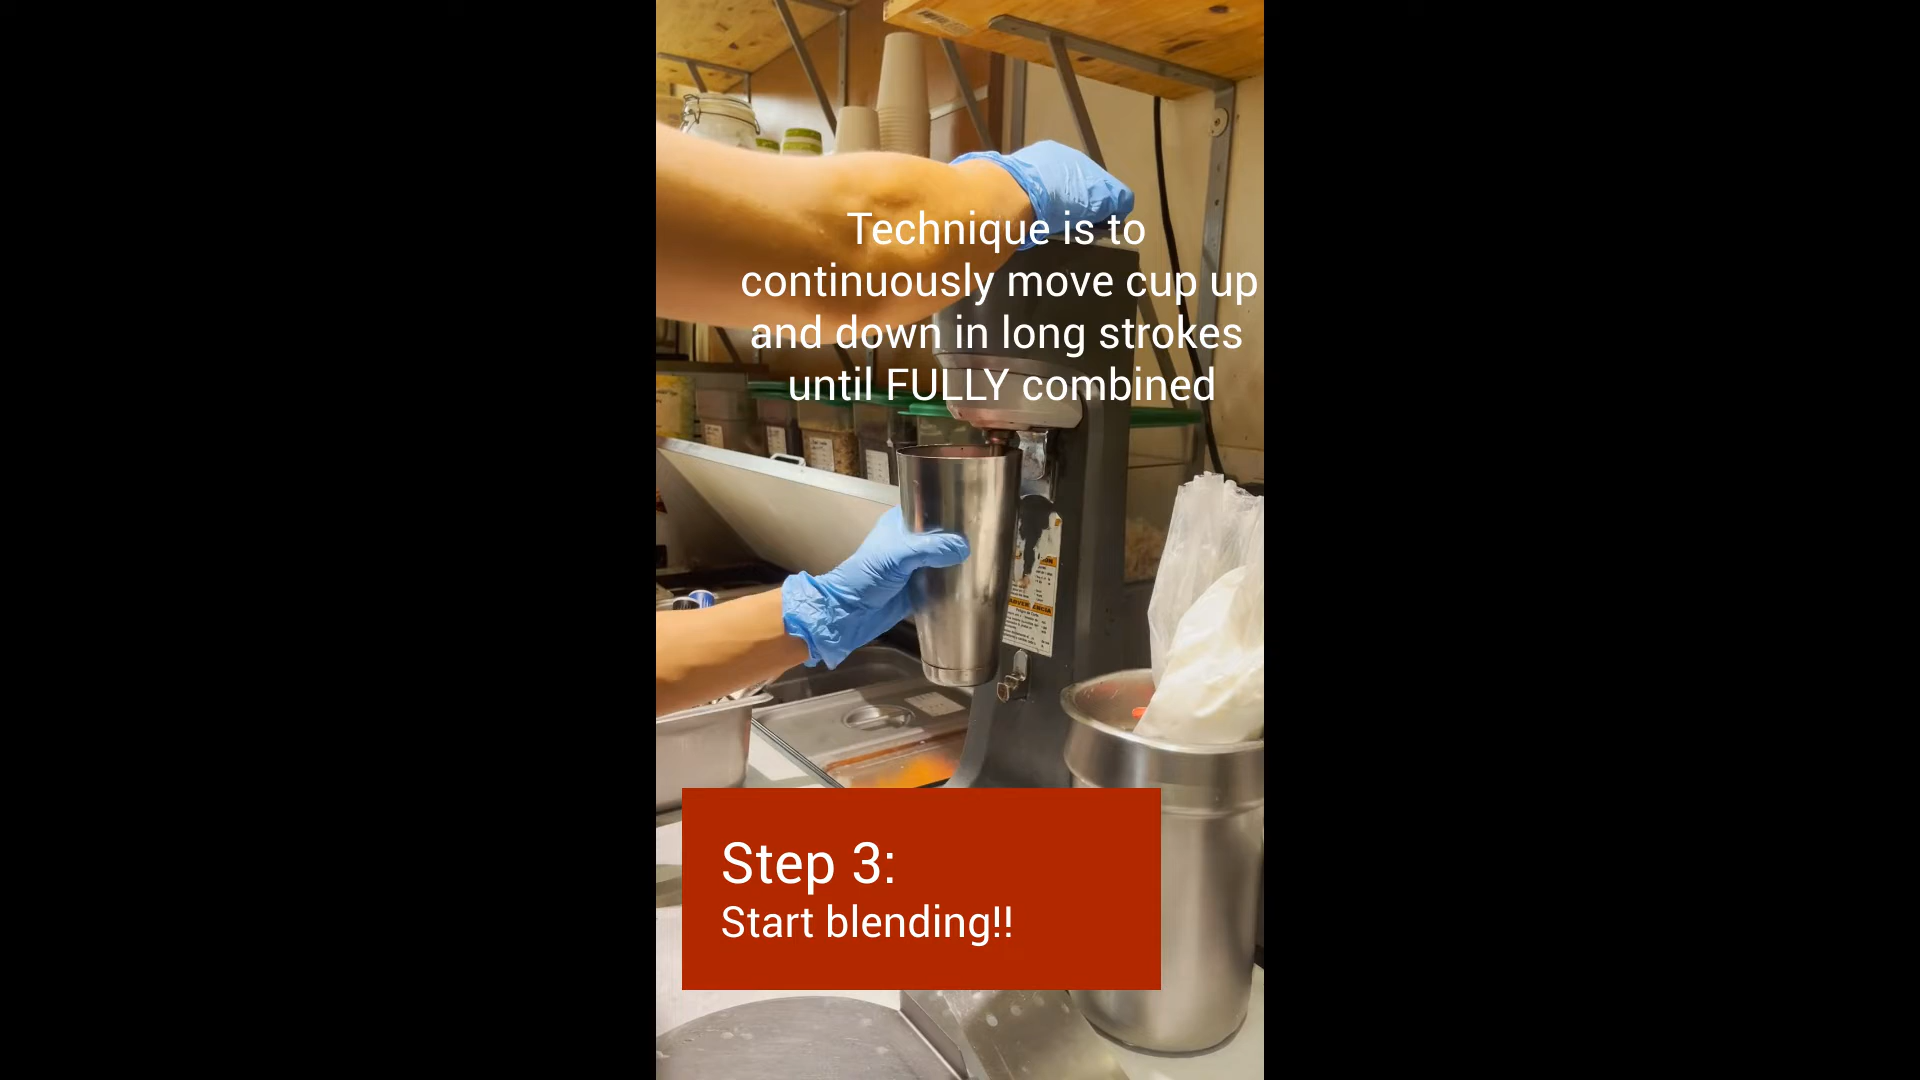 Technique is to
continuously move cup up
and down in long strokes
until FULLY combined
ADVERTENCIA
Step 3:
Start blending!!